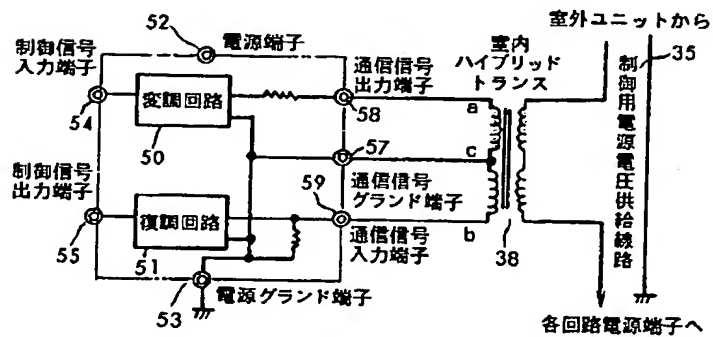 52
電源端子
制御信号
入力端子
54
変調回路
50
通信信号
出力端子
58
57
通信信号
グランド端子
制御信号
出力端子
55
復調回路
51
59
通信信号
入力端子
53
電源グランド端子
室内
ハイブリッド
トランス
a
c
b
38
室外ユニットから
35
制御用電源電圧供給線路
各回路電源端子へ